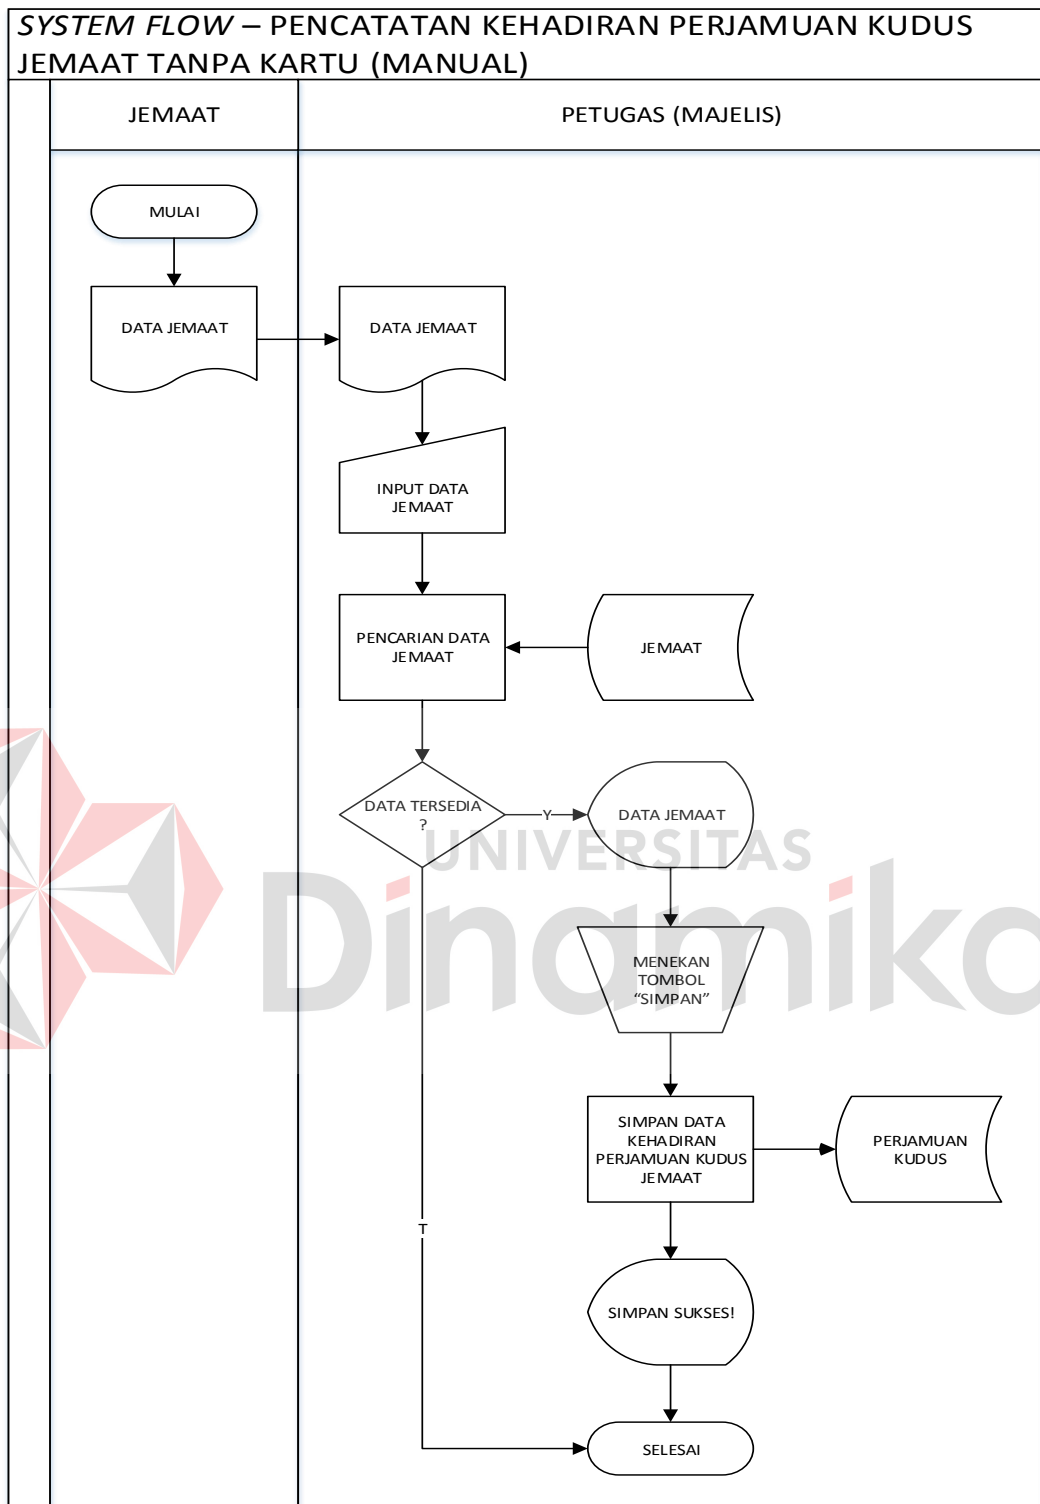 SYSTEM FLOW – PENCATATAN KEHADIRAN PERJAMUAN KUDUS
JEMAAT TANPA KARTU (MANUAL)
JEMAAT
PETUGAS (MAJELIS)
MULAI
DATA JEMAAT
DATA JEMAAT
INPUT DATA
JEMAAT
PENCARIAN DATA
JEMAAT
JEMAAT
DATA TERSEDIA
?
Y
DATA JEMAAT
UNIVERSITAS
Dinamika
MENEKAN
TOMBOL
“SIMPAN”
SIMPAN DATA
KEHADIRAN
PERJAMUAN KUDUS
JEMAAT
PERJAMUAN
KUDUS
T
SIMPAN SUKSES!
SELESAI